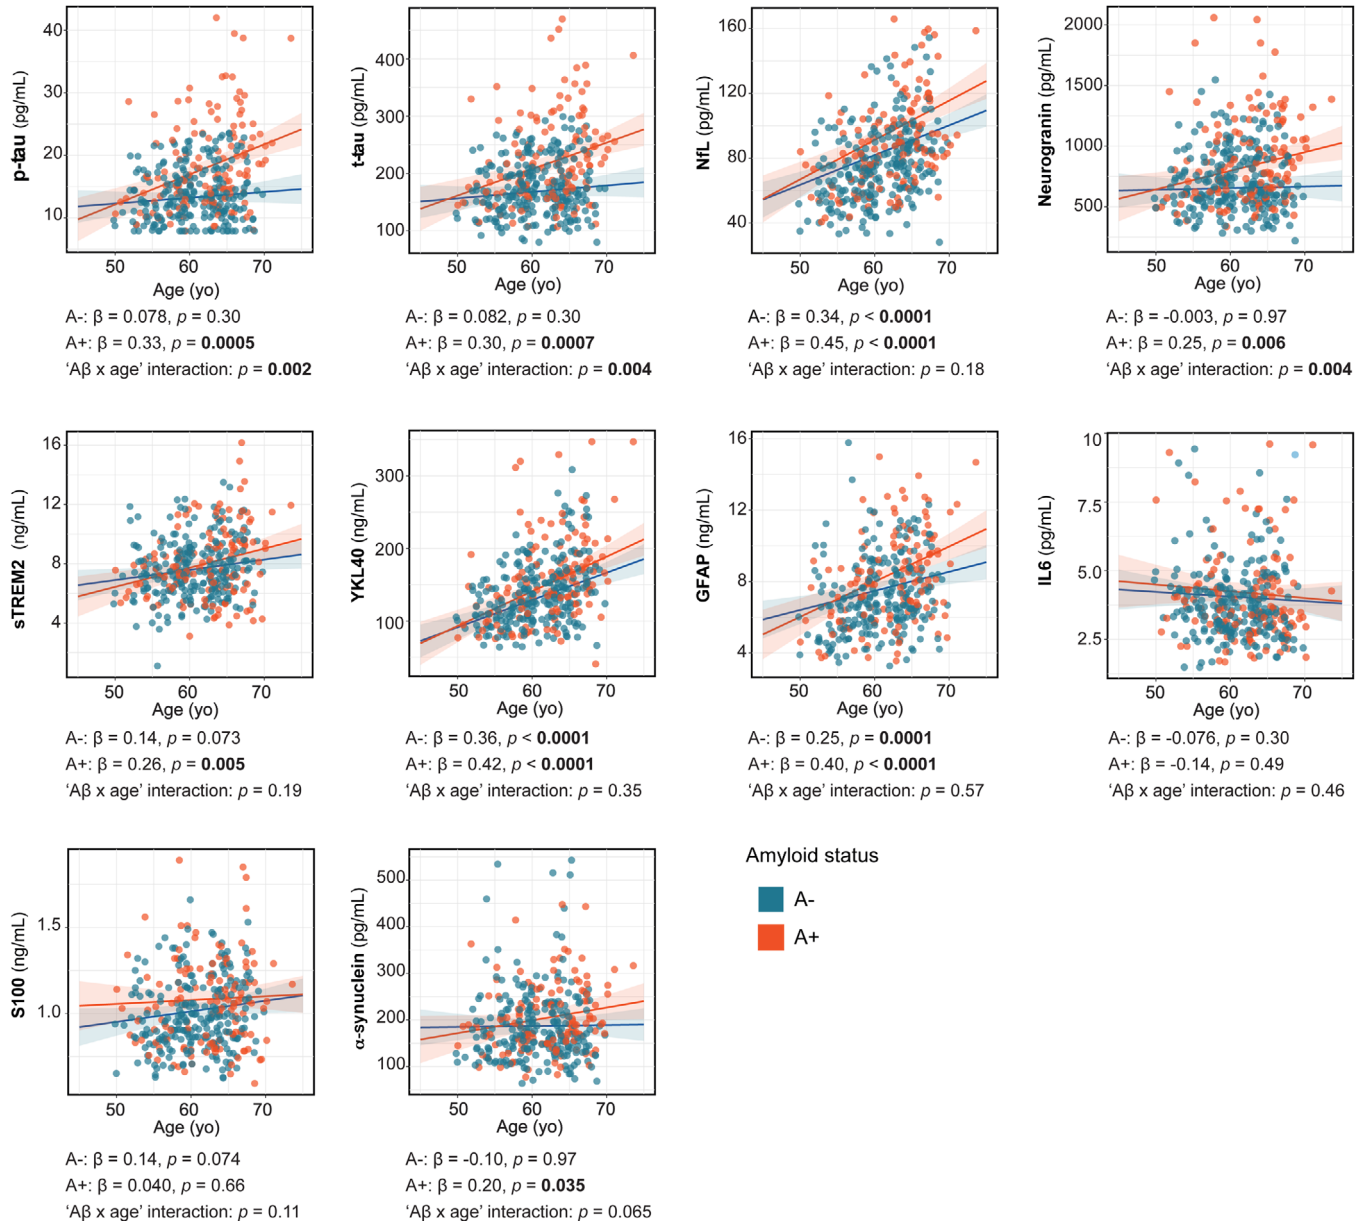 p-tau (pg/mL)
40
30
20
10
50 60 70
Age (yo)
A-: β = 0.078, p = 0.30
A+: β = 0.33, p = 0.0005
‘Aβ x age’ interaction: p = 0.002
t-tau (pg/mL)
400
300
200
100
50 60 70
Age (yo)
A-: β = 0.082, p = 0.30
A+: β = 0.30, p = 0.0007
‘Aβ x age’ interaction: p = 0.004
NfL (pg/mL)
160
120
80
40
50 60 70
Age (yo)
A-: β = 0.34, p < 0.0001
A+: β = 0.45, p < 0.0001
‘Aβ x age’ interaction: p = 0.18
Neurogranin (pg/mL)
2000
1500
1000
500
50 60 70
Age (yo)
A-: β = -0.003, p = 0.97
A+: β = 0.25, p = 0.006
‘Aβ x age’ interaction: p = 0.004
sTREM2 (ng/mL)
16
12
8
4
50 60 70
Age (yo)
A-: β = 0.14, p = 0.073
A+: β = 0.26, p = 0.005
‘Aβ x age’ interaction: p = 0.19
YKL40 (ng/mL)
300
200
100
50 60 70
Age (yo)
A-: β = 0.36, p < 0.0001
A+: β = 0.42, p < 0.0001
‘Aβ x age’ interaction: p = 0.35
GFAP (ng/mL)
16
12
8
4
50 60 70
Age (yo)
A-: β = 0.25, p = 0.0001
A+: β = 0.40, p < 0.0001
‘Aβ x age’ interaction: p = 0.57
IL6 (pg/mL)
10
7.5
5.0
2.5
50 60 70
Age (yo)
A-: β = -0.076, p = 0.30
A+: β = -0.14, p = 0.49
‘Aβ x age’ interaction: p = 0.46
S100 (ng/mL)
1.5
1.0
50 60 70
Age (yo)
A-: β = 0.14, p = 0.074
A+: β = 0.040, p = 0.66
‘Aβ x age’ interaction: p = 0.11
α-synuclein (pg/mL)
500
400
300
200
100
50 60 70
Age (yo)
A-: β = -0.10, p = 0.97
A+: β = 0.20, p = 0.035
‘Aβ x age’ interaction: p = 0.065
Amyloid status
A-
A+